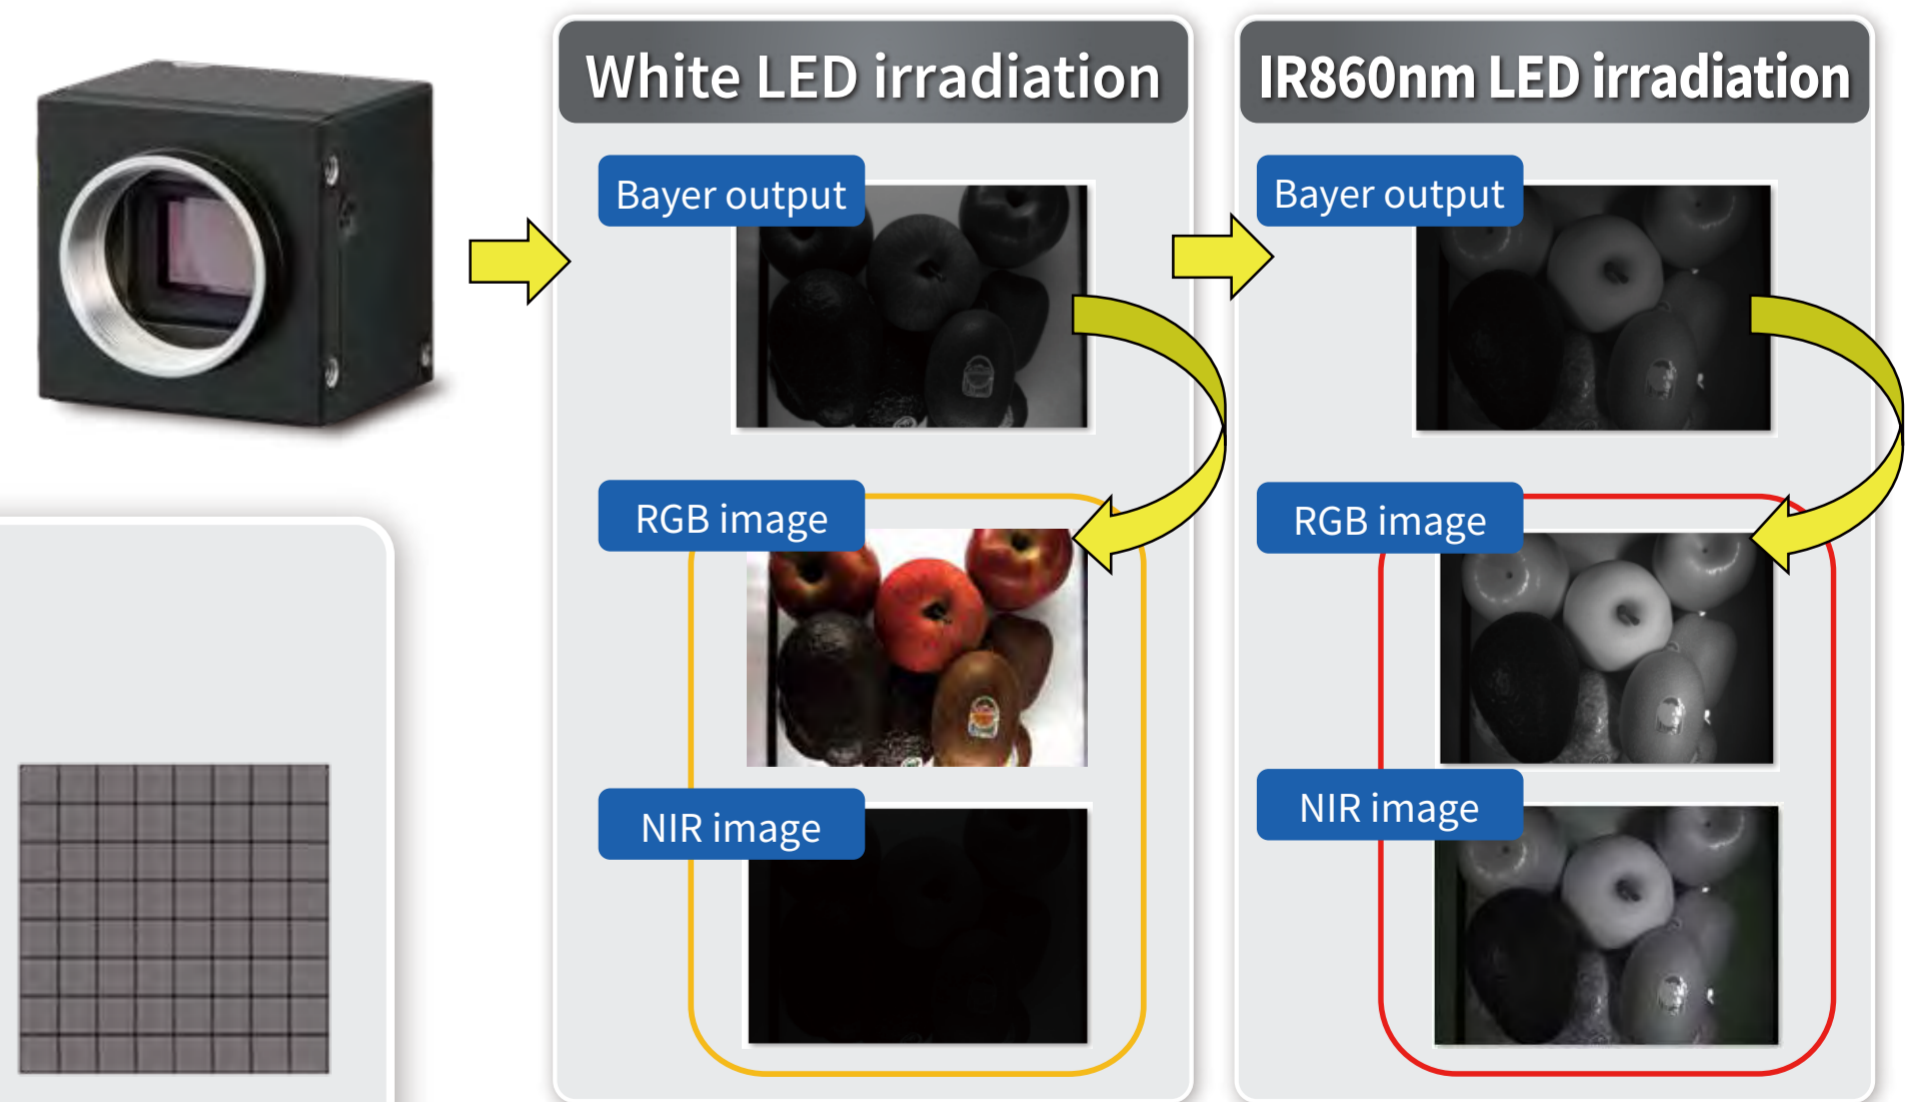 White LED irradiation
Bayer output
RGB image
NIR image
IR860nm LED irradiation
Bayer output
RGB image
NIR image